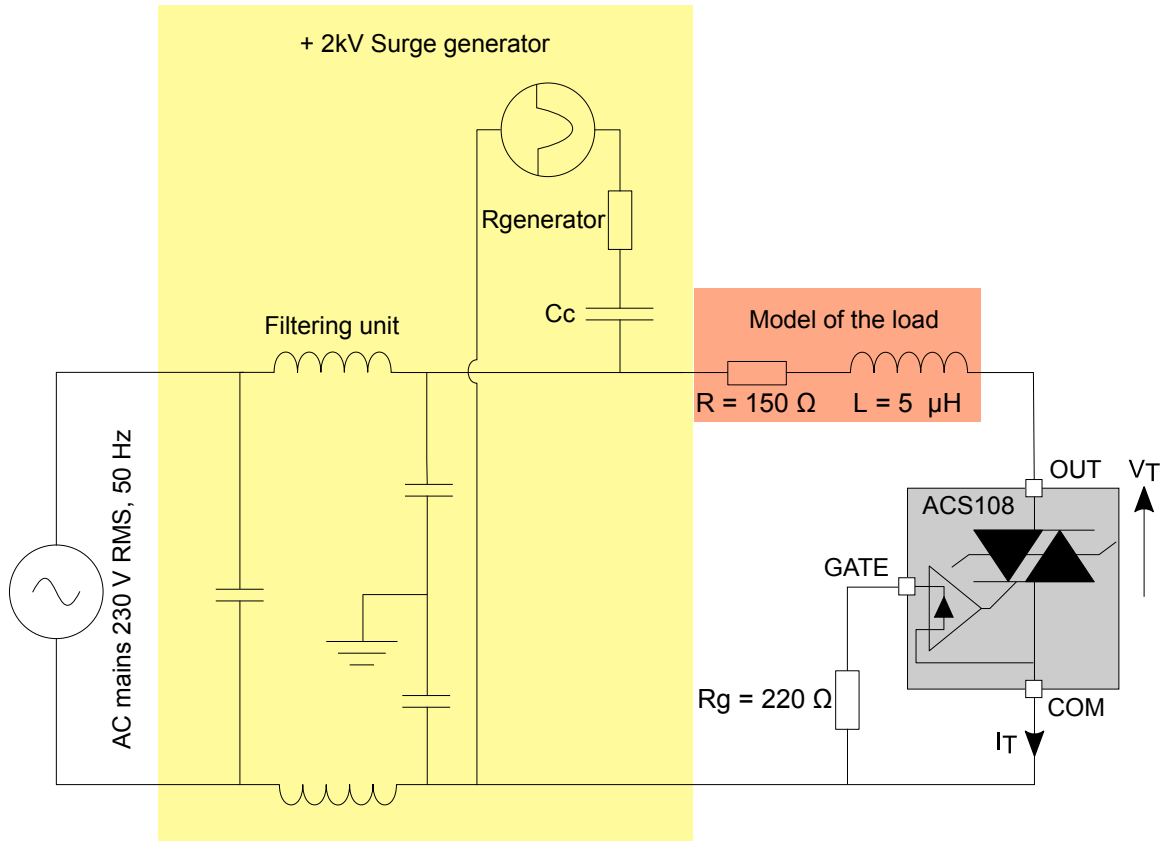 + 2kV Surge generator
Rgenerator
Cc
Filtering unit
Model of the load
R = 150 Ω
L = 5 µH
AC mains 230 V RMS, 50 Hz
OUT
VT
ACS108
GATE
Rg = 220 Ω
COM
IT